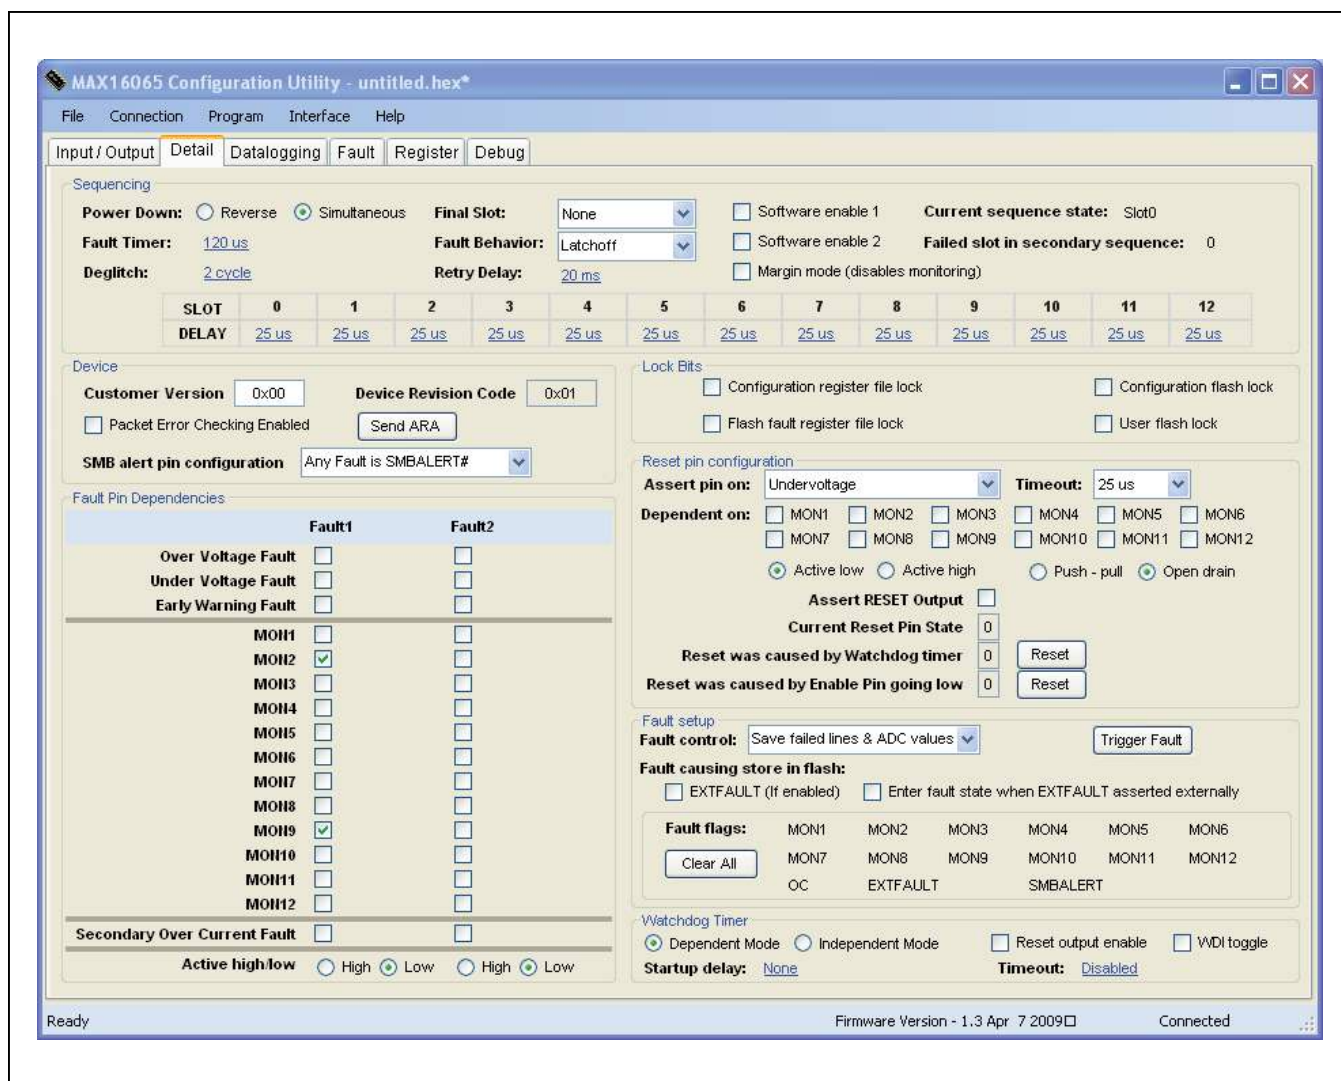 MAX16065 Configuration Utility - untitled.hex*
File Connection Program Interface Help
Input / Output Detail Datalogging Fault Register Debug
Sequencing
Power Down: Reverse Simultaneous Final Slot: None Software enable 1 Current sequence state: Slot0
Fault Timer: 120 us Fault Behavior: Latchoff Software enable 2 Failed slot in secondary sequence: 0
Deglitch: 2 cycle Retry Delay: 20 ms Margin mode (disables monitoring)
SLOT 0 1 2 3 4 5 6 7 8 9 10 11 12
DELAY 25 us 25 us 25 us 25 us 25 us 25 us 25 us 25 us 25 us 25 us 25 us 25 us 25 us
Device
Customer Version 0x00 Device Revision Code 0x01
Packet Error Checking Enabled Send ARA
SMB alert pin configuration Any Fault is SMBALERT#
Fault Pin Dependencies
Fault1 Fault2
Over Voltage Fault
Under Voltage Fault
Early Warning Fault
MON1
MON2
MON3
MON4
MON5
MON6
MON7
MON8
MON9
MON10
MON11
MON12
Secondary Over Current Fault
Active high/low High Low High Low
Lock Bits
Configuration register file lock Configuration flash lock
Flash fault register file lock User flash lock
Reset pin configuration
Assert pin on: Undervoltage Timeout: 25 us
Dependent on: MON1 MON2 MON3 MON4 MON5 MON6
MON7 MON8 MON9 MON10 MON11 MON12
Active low Active high Push - pull Open drain
Assert RESET Output
Current Reset Pin State 0
Reset was caused by Watchdog timer 0 Reset
Reset was caused by Enable Pin going low 0 Reset
Fault setup
Fault control: Save failed lines & ADC values Trigger Fault
Fault causing store in flash:
EXTFAULT (If enabled) Enter fault state when EXTFAULT asserted externally
Fault flags: MON1 MON2 MON3 MON4 MON5 MON6
Clear All MON7 MON8 MON9 MON10 MON11 MON12
OC EXTFAULT SMBALERT
Watchdog Timer
Dependent Mode Independent Mode Reset output enable WDI toggle
Startup delay: None Timeout: Disabled
Ready Firmware Version - 1.3 Apr 7 2009□ Connected